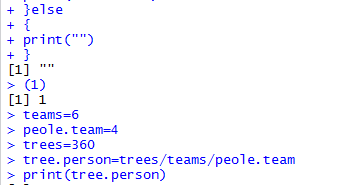 + }else
+ {
+ print("")
+ }
[1] ""
> (1)
[1] 1
> teams=6
> peole.team=4
> trees=360
> tree.person=trees/teams/peole.team
> print(tree.person)